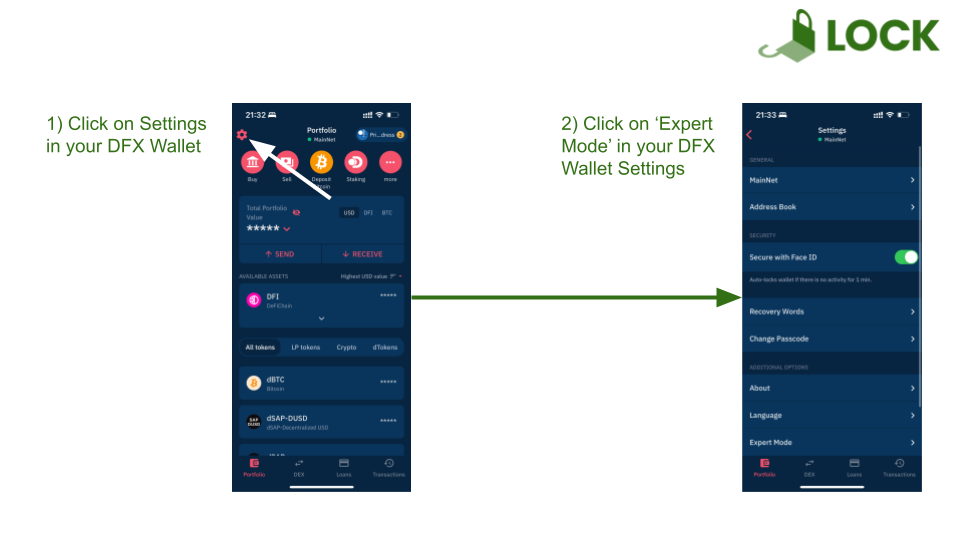 LOCK
1) Click on Settings
in your DFX Wallet
21:32
Portfolio
MainNet
Pri...dress 2
Buy
Sell
Deposit
Staking
more
Total Portfolio
Value
USD DFI BTC
*****
SEND
RECEIVE
AVAILABLE ASSETS
Highest USD value
DFI
DeFiChain
*****
All tokens
LP tokens
Crypto
dTokens
dBTC
Bitcoin
*****
SAP
DUSD
dSAP-DUSD
dSAP-Decentralized USD
*****
Portfolio
DEX
Loans
Transactions
2) Click on ‘Expert
Mode’ in your DFX
Wallet Settings
21:33
Settings
MainNet
GENERAL
MainNet
Address Book
SECURITY
Secure with Face ID
Auto-locks wallet if there is no activity for 1 min.
Recovery Words
Change Passcode
ADDITIONAL OPTIONS
About
Language
Expert Mode
Portfolio
DEX
Loans
Transactions